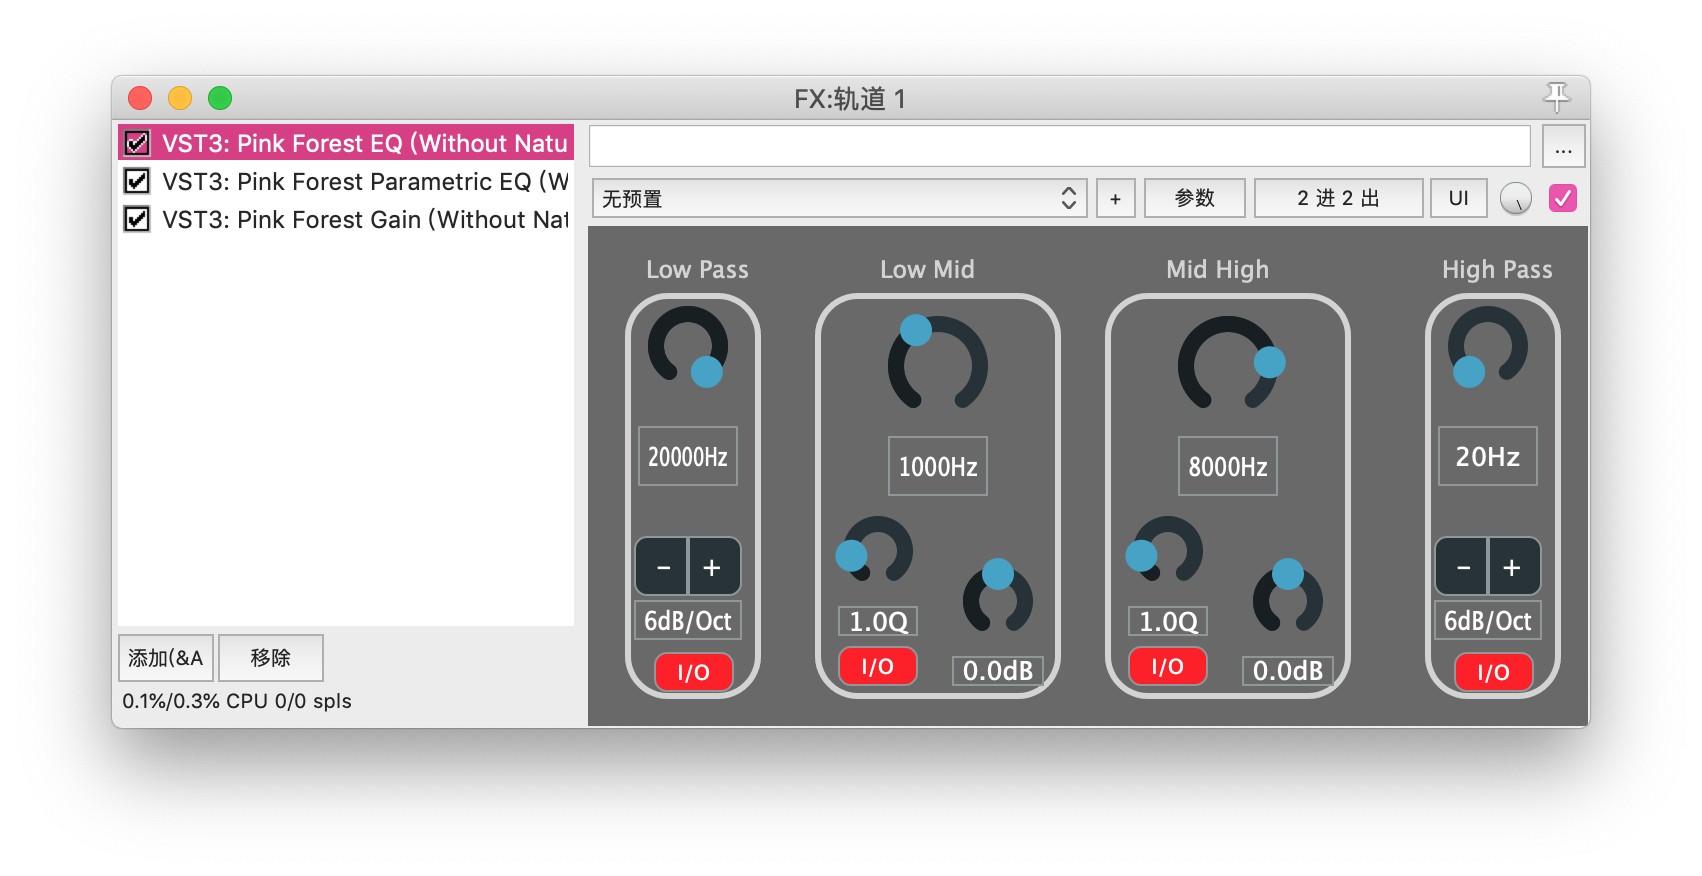 FX:轨道 1
VST3: Pink Forest EQ (Without Natu
VST3: Pink Forest Parametric EQ (W
VST3: Pink Forest Gain (Without Nat
...
无预置
+
参数
2 进 2 出
UI
Low Pass
Low Mid
Mid High
High Pass
20000Hz
1000Hz
8000Hz
20Hz
- +
- +
6dB/Oct
1.0Q
1.0Q
6dB/Oct
I/O
I/O
0.0dB
I/O
0.0dB
I/O
添加(&A
移除
0.1%/0.3% CPU 0/0 spls